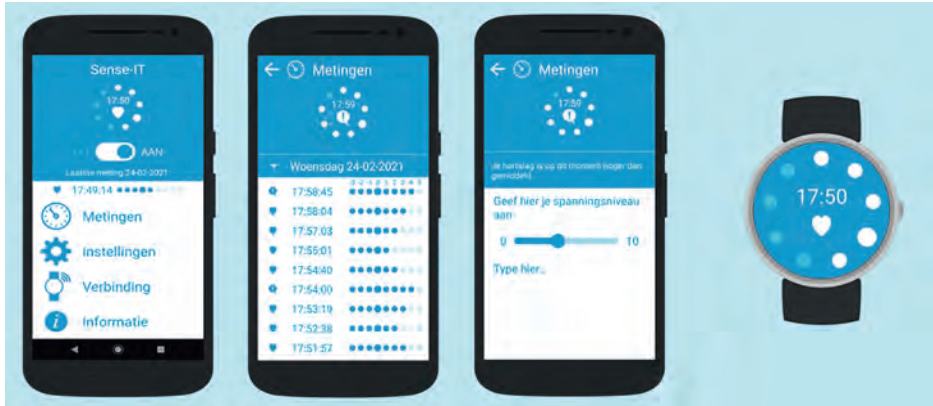 Sense-IT
17:50
AAN
Laatste meting 24-02-2021
17:49:14
Metingen
Instellingen
Verbinding
Informatie
Metingen
17:59
Woensdag 24-02-2021
17:58:45
17:58:04
17:57:03
17:55:01
17:54:40
17:54:00
17:53:19
17:52:38
17:51:57
Metingen
17:59
Je hartslag is op dit moment hoger dan
gemiddeld
Geef hier je spanningsniveau
aan
0 10
Type hier...
17:50